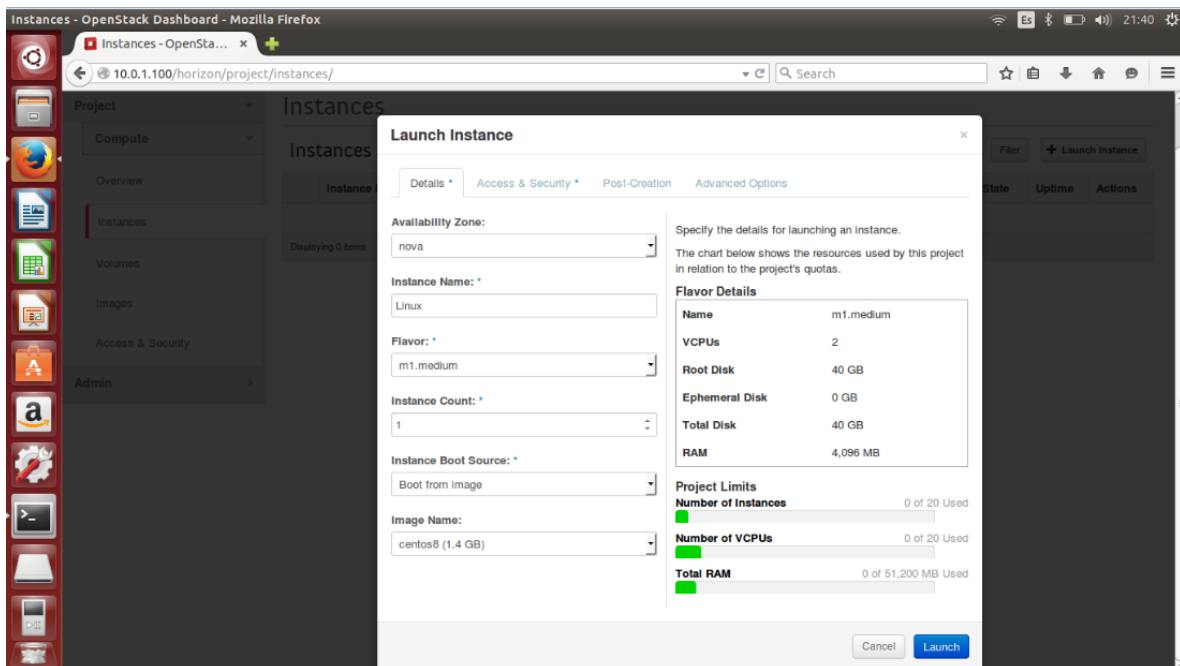 Instances - OpenStack Dashboard - Mozilla Firefox
Es
21:40
Instances - OpenSta... ×
10.0.1.100/horizon/project/instances/
Search
Project
Compute
Overview
Instances
Volumes
Images
Access & Security
Admin
Instances
Instances
Filter
+ Launch Instance
Instance
State
Uptime
Actions
Displaying 0 items
Launch Instance
×
Details *
Access & Security *
Post-Creation
Advanced Options
Availability Zone:
nova
Instance Name: *
Linux
Flavor: *
m1.medium
Instance Count: *
1
Instance Boot Source: *
Boot from image
Image Name:
centos8 (1.4 GB)
Specify the details for launching an instance.
The chart below shows the resources used by this project
in relation to the project's quotas.
Flavor Details
Name m1.medium
VCPUs 2
Root Disk 40 GB
Ephemeral Disk 0 GB
Total Disk 40 GB
RAM 4,096 MB
Project Limits
Number of Instances 0 of 20 Used
Number of VCPUs 0 of 20 Used
Total RAM 0 of 51,200 MB Used
Cancel
Launch